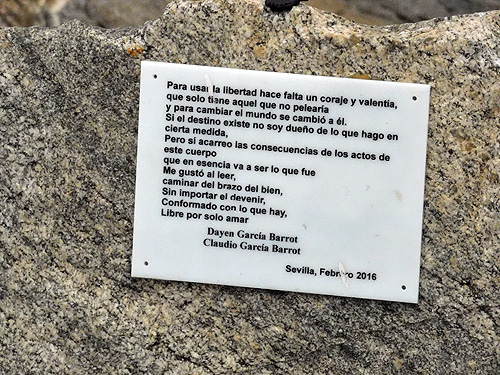 Para usar la libertad hace falta un coraje y valentía,
que solo tiene aquel que no pelearía
y para cambiar el mundo se cambió a él.
Si el destino existe no soy dueño de lo que hago en
cierta medida,
Pero si acarreo las consecuencias de los actos de
este cuerpo
que en esencia va a ser lo que fue
Me gustó al leer,
caminar del brazo del bien,
Sin importar el devenir,
Conformado con lo que hay,
Libre por solo amar
Dayen García Barrot
Claudio García Barrot
Sevilla, Febrero 2016